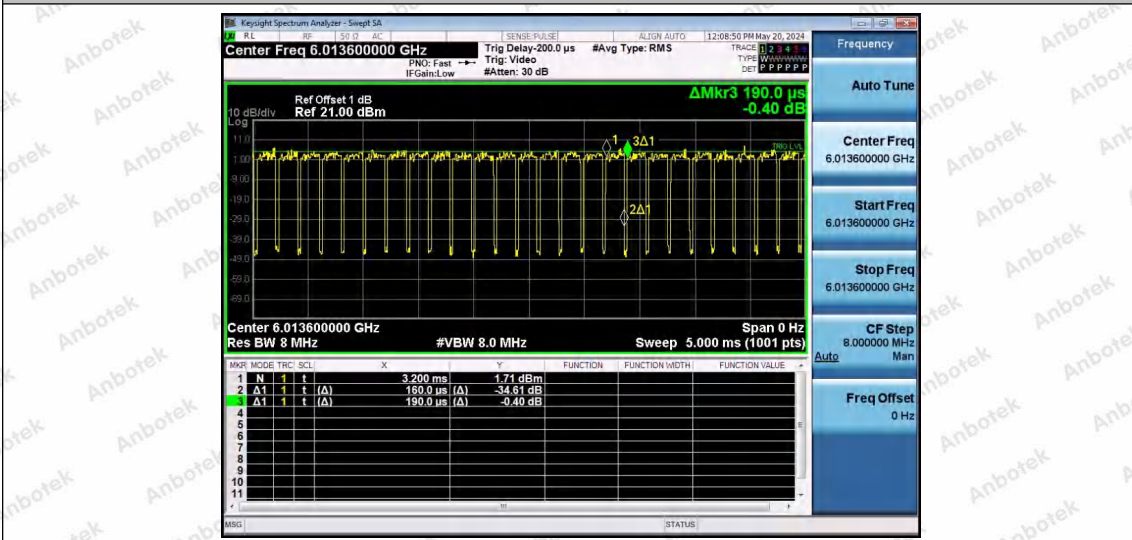 Keysight Spectrum Analyzer - Swept SA
RL RF 50 Ω AC SENSE:PULSE ALIGN AUTO 12:08:50 PM May 20, 2024
Center Freq 6.013600000 GHz
PNO: Fast
IFGain:Low
Trig Delay-200.0 µs
Trig: Video
#Atten: 30 dB
#Avg Type: RMS
TRACE 1 2 3 4 5 6
TYPE W
DET P P P P P P
ΔMkr3 190.0 µs
-0.40 dB
Ref Offset 1 dB
10 dB/div Ref 21.00 dBm
Log
11.0
1.00
-9.00
-19.0
-29.0
-39.0
-49.0
-59.0
-69.0
1 3Δ1
TRIG LVL
2Δ1
Center 6.013600000 GHz Span 0 Hz
Res BW 8 MHz #VBW 8.0 MHz Sweep 5.000 ms (1001 pts)
MKR MODE TRC SCL X Y FUNCTION FUNCTION WIDTH FUNCTION VALUE
1 N 1 t 3.200 ms 1.71 dBm
2 Δ1 1 t (Δ) 160.0 µs (Δ) -34.61 dB
3 Δ1 1 t (Δ) 190.0 µs (Δ) -0.40 dB
4
5
6
7
8
9
10
11
MSG STATUS
Frequency
Auto Tune
Center Freq
6.013600000 GHz
Start Freq
6.013600000 GHz
Stop Freq
6.013600000 GHz
CF Step
8.000000 MHz
Auto Man
Freq Offset
0 Hz
Anbotek